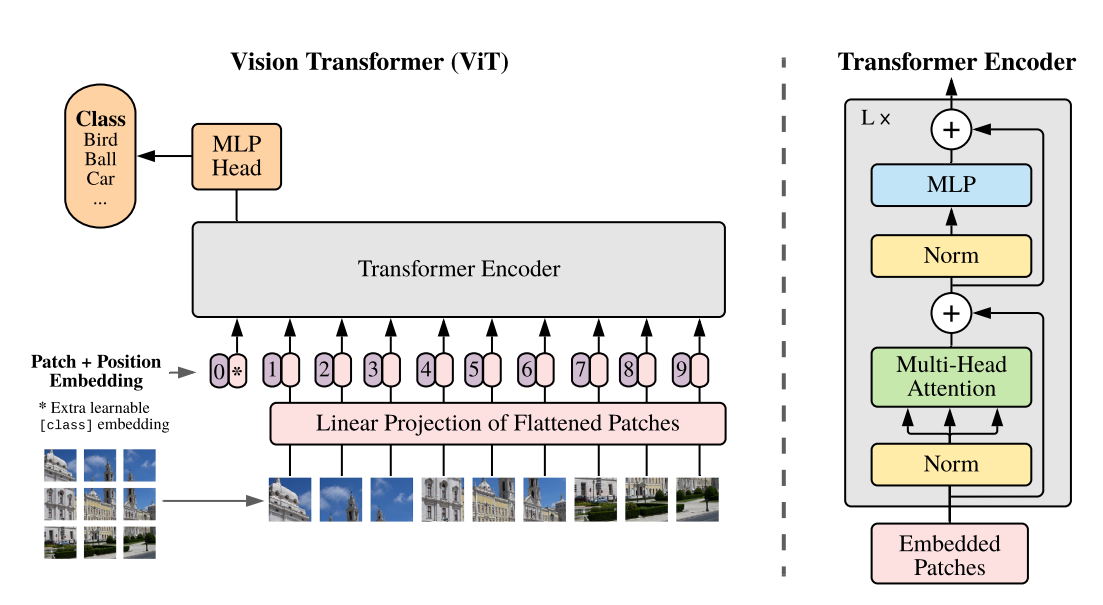 Vision Transformer (ViT)
Class
Bird
Ball
Car
...
MLP
Head
Transformer Encoder
Patch + Position
Embedding
0 * 1 2 3 4 5 6 7 8 9
* Extra learnable
[class] embedding
Linear Projection of Flattened Patches
Transformer Encoder
L ×
+
MLP
Norm
+
Multi-Head
Attention
Norm
Embedded
Patches